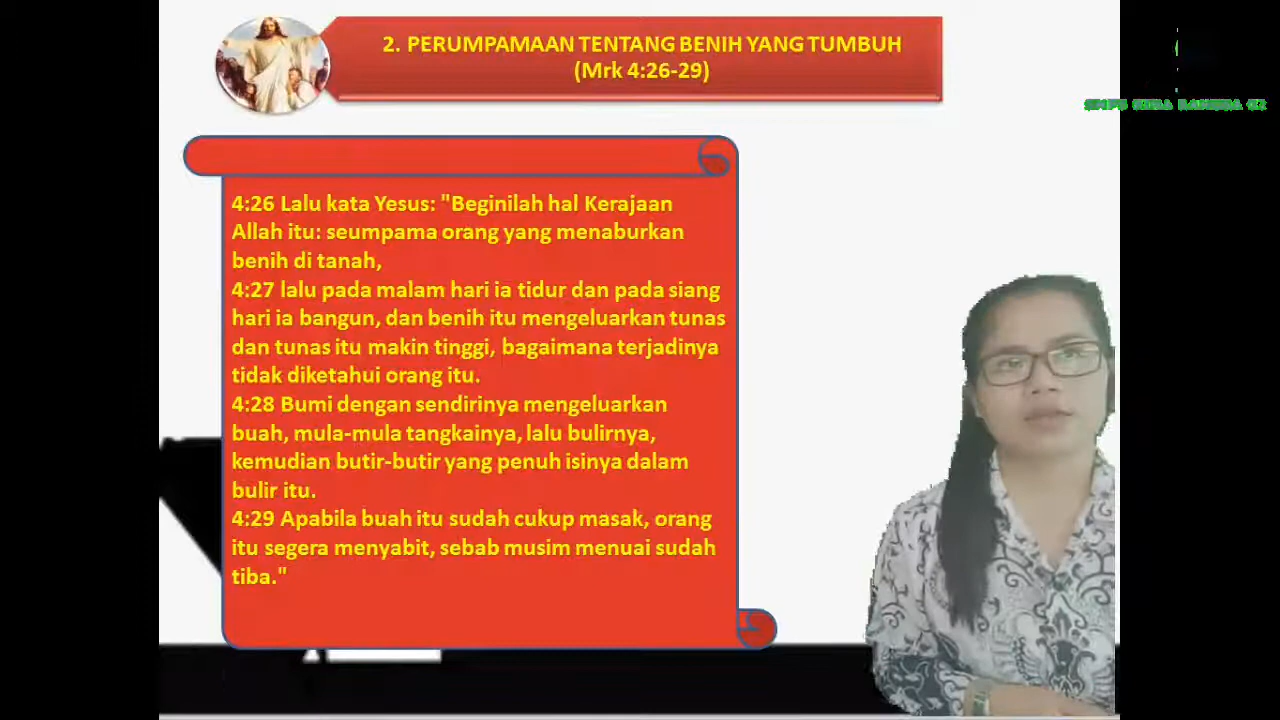 2. PERUMPAMAAN TENTANG BENIH YANG TUMBUH
(Mrk 4:26-29)
4:26 Lalu kata Yesus: "Beginilah hal Kerajaan
Allah itu: seumpama orang yang menaburkan
benih di tanah,
4:27 lalu pada malam hari ia tidur dan pada siang
hari ia bangun, dan benih itu mengeluarkan tunas
dan tunas itu makin tinggi, bagaimana terjadinya
tidak diketahui orang itu.
4:28 Bumi dengan sendirinya mengeluarkan
buah, mula-mula tangkainya, lalu bulirnya,
kemudian butir-butir yang penuh isinya dalam
bulir itu.
4:29 Apabila buah itu sudah cukup masak, orang
itu segera menyabit, sebab musim menuai sudah
tiba."